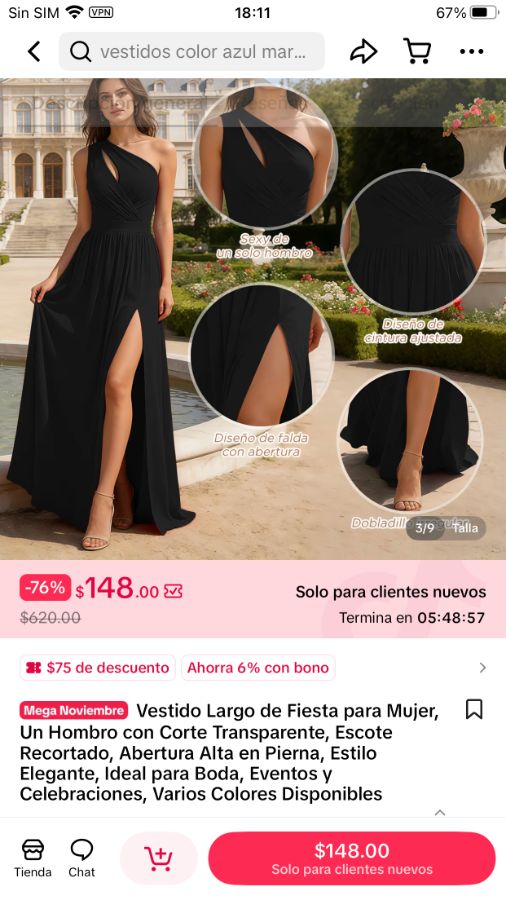 Sin SIM VPN 18:11 67%
vestidos color azul mar...
Sexy de
un solo hombro
Diseño de
cintura ajustada
Diseño de falda
con abertura
3/9 Talla
-76% $148.00 Solo para clientes nuevos
$620.00 Termina en 05:48:57
$75 de descuento Ahorra 6% con bono
Mega Noviembre Vestido Largo de Fiesta para Mujer,
Un Hombro con Corte Transparente, Escote
Recortado, Abertura Alta en Pierna, Estilo
Elegante, Ideal para Boda, Eventos y
Celebraciones, Varios Colores Disponibles
Tienda Chat $148.00
Solo para clientes nuevos